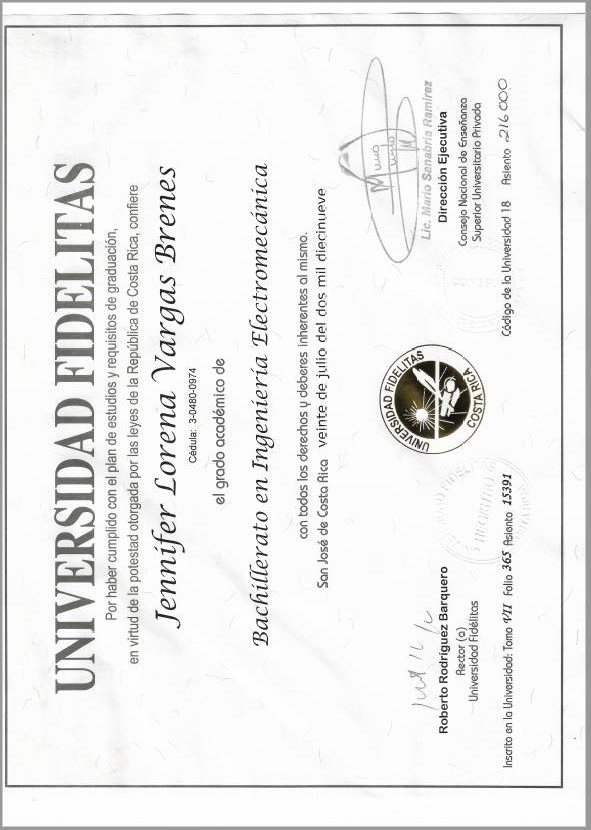 UNIVERSIDAD FIDELITAS
Por haber cumplido con el plan de estudios y requisitos de graduación,
en virtud de la potestad otorgada por las leyes de la República de Costa Rica, confiere
Jennifer Lorena Vargas Brenes
Cédula: 3-0480-0974
el grado académico de
Bachillerato en Ingeniería Electromecánica
con todos los derechos y deberes inherentes al mismo.
San José de Costa Rica veinte de julio del dos mil diecinueve
Roberto Rodríguez Barquero
Rector (a)
Universidad Fidélitas
UNIVERSIDAD FIDELITAS
COSTA RICA
Lic. Mario Sanabria Ramírez
Dirección Ejecutiva
Consejo Nacional de Enseñanza
Superior Universitaria Privada
Inscrito en la Universidad: Tomo VII Folio 365 Asiento 15391
Código de la Universidad 18 Asiento 216000